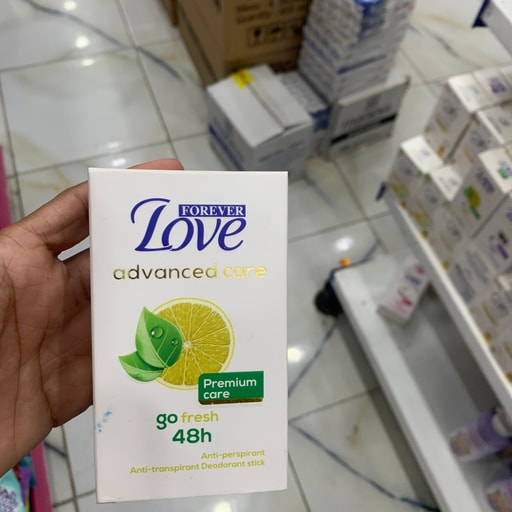 FOREVER
Love
advanced care
Premium
care
go fresh
48h
Anti-perspirant
Anti-transpirant Deodorant stick